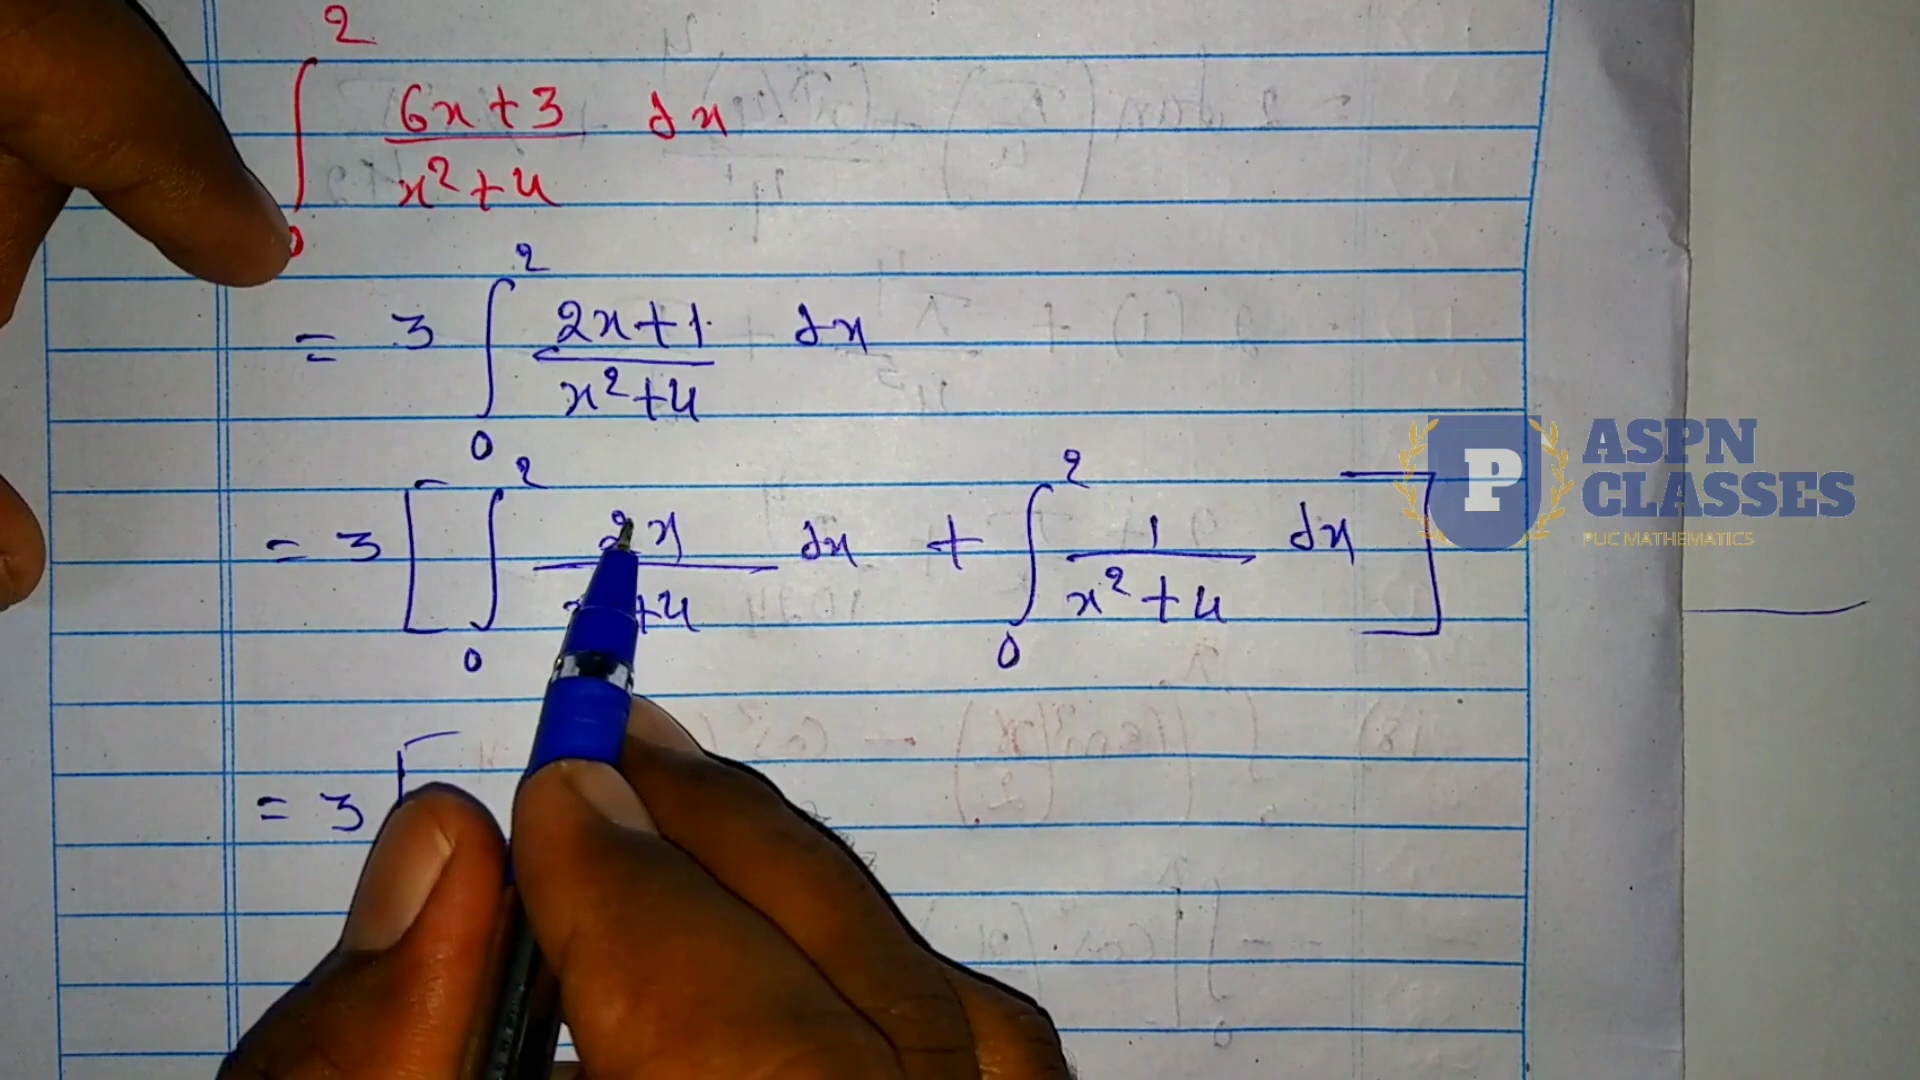 ∫₀² (6x+3)/(x²+4) dx
= 3 ∫₀² (2x+1)/(x²+4) dx
= 3 [ ∫₀² 2x/(x²+4) dx + ∫₀² 1/(x²+4) dx ]
= 3 [
P ASPN CLASSES
PUC MATHEMATICS